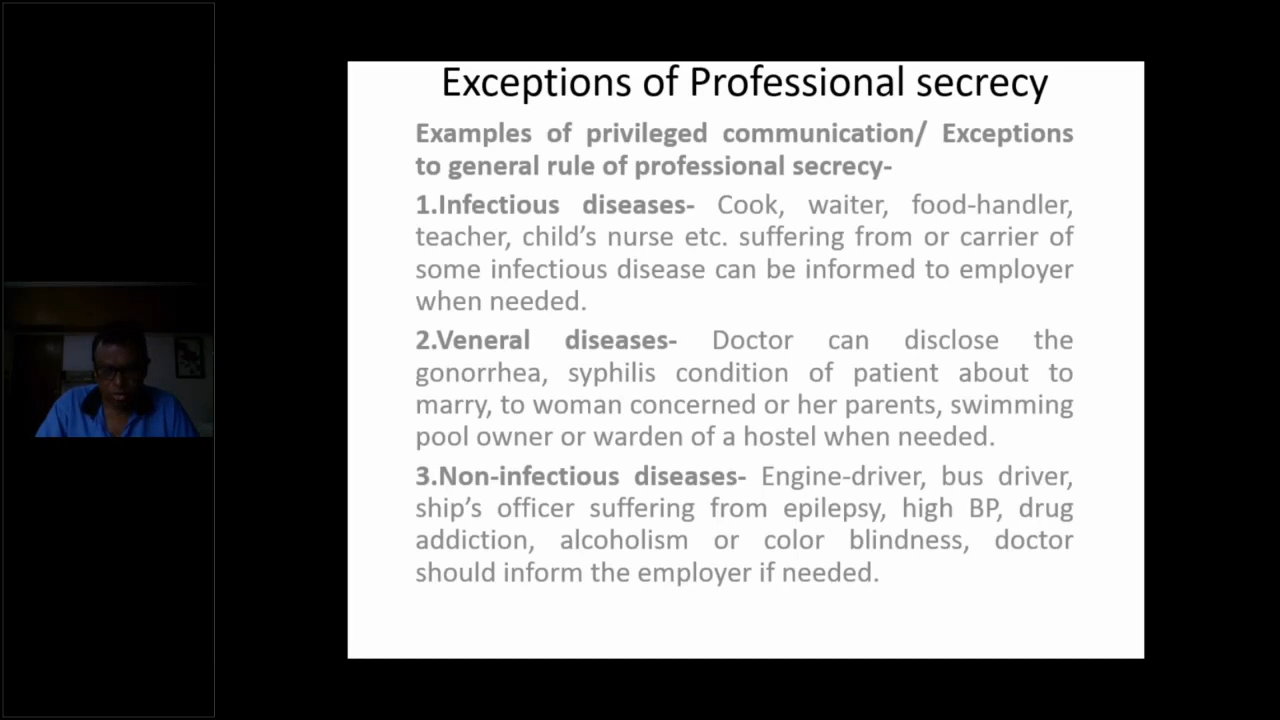 Exceptions of Professional secrecy
Examples of privileged communication/ Exceptions
to general rule of professional secrecy-
1.Infectious diseases- Cook, waiter, food-handler,
teacher, child’s nurse etc. suffering from or carrier of
some infectious disease can be informed to employer
when needed.
2.Veneral diseases- Doctor can disclose the
gonorrhea, syphilis condition of patient about to
marry, to woman concerned or her parents, swimming
pool owner or warden of a hostel when needed.
3.Non-infectious diseases- Engine-driver, bus driver,
ship’s officer suffering from epilepsy, high BP, drug
addiction, alcoholism or color blindness, doctor
should inform the employer if needed.